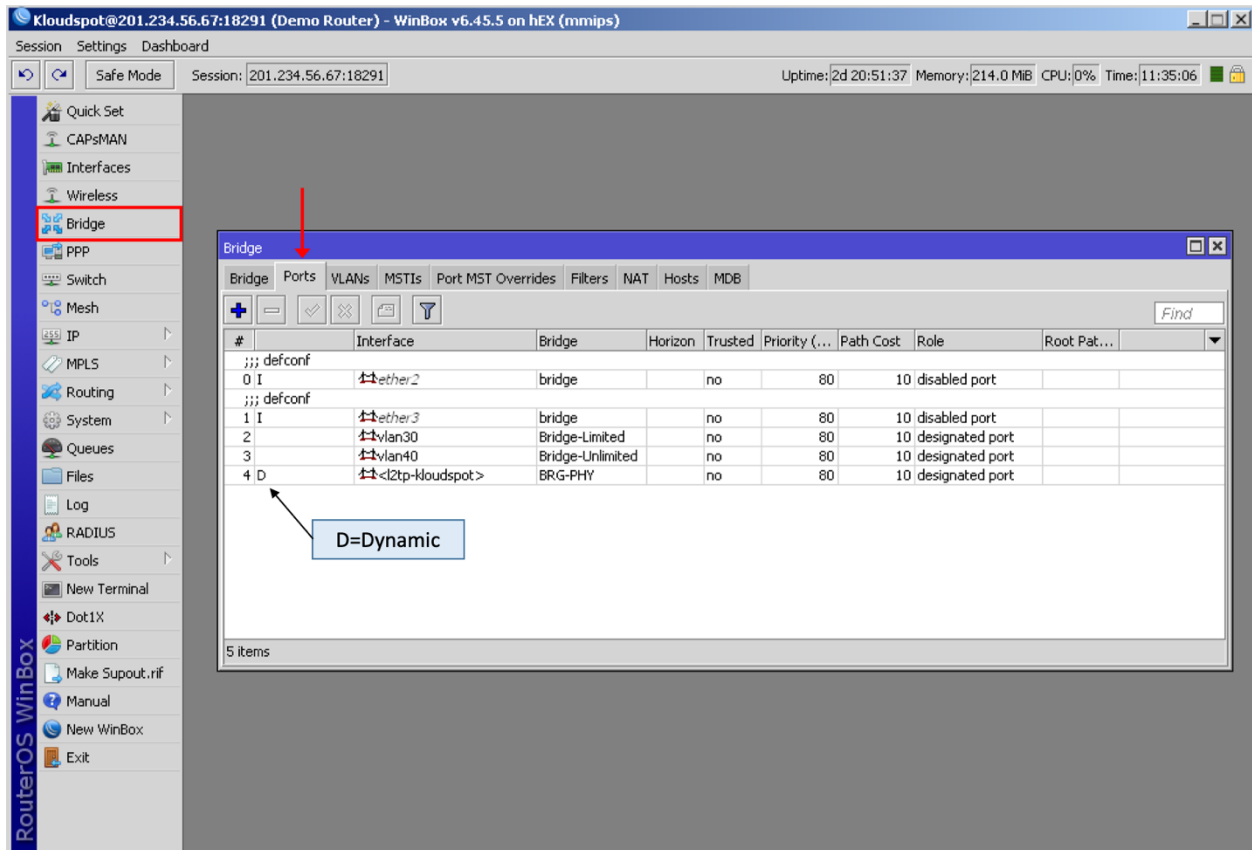 Kloudspot@201.234.56.67:18291 (Demo Router) - WinBox v6.45.5 on hEX (mmips)
Session Settings Dashboard
Safe Mode Session: 201.234.56.67:18291 Uptime: 2d 20:51:37 Memory: 214.0 MiB CPU: 0% Time: 11:35:06
Quick Set
CAPsMAN
Interfaces
Wireless
Bridge
PPP
Switch
Mesh
IP
MPLS
Routing
System
Queues
Files
Log
RADIUS
Tools
New Terminal
Dot1X
Partition
Make Supout.rif
Manual
New WinBox
Exit
RouterOS WinBox
Bridge
Bridge Ports VLANs MSTIs Port MST Overrides Filters NAT Hosts MDB
Find
# Interface Bridge Horizon Trusted Priority (... Path Cost Role Root Pat...
;;; defconf
0 I ether2 bridge no 80 10 disabled port
;;; defconf
1 I ether3 bridge no 80 10 disabled port
2 vlan30 Bridge-Limited no 80 10 designated port
3 vlan40 Bridge-Unlimited no 80 10 designated port
4 D <l2tp-kloudspot> BRG-PHY no 80 10 designated port
D=Dynamic
5 items